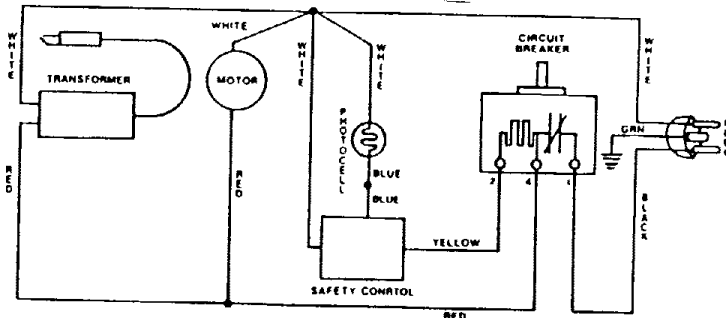 WHITE
WHITE
TRANSFORMER
RED
MOTOR
RED
WHITE
WHITE
PHOTOCELL
BLUE
BLUE
SAFETY CONRTOL
YELLOW
CIRCUIT
BREAKER
2
4
1
WHITE
GRN
BLACK
RED